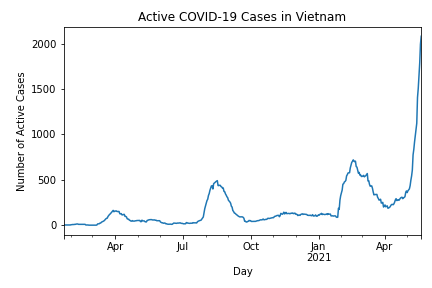 Active COVID-19 Cases in Vietnam
Number of Active Cases
2000
1500
1000
500
0
Apr
Jul
Oct
Jan
2021
Apr
Day